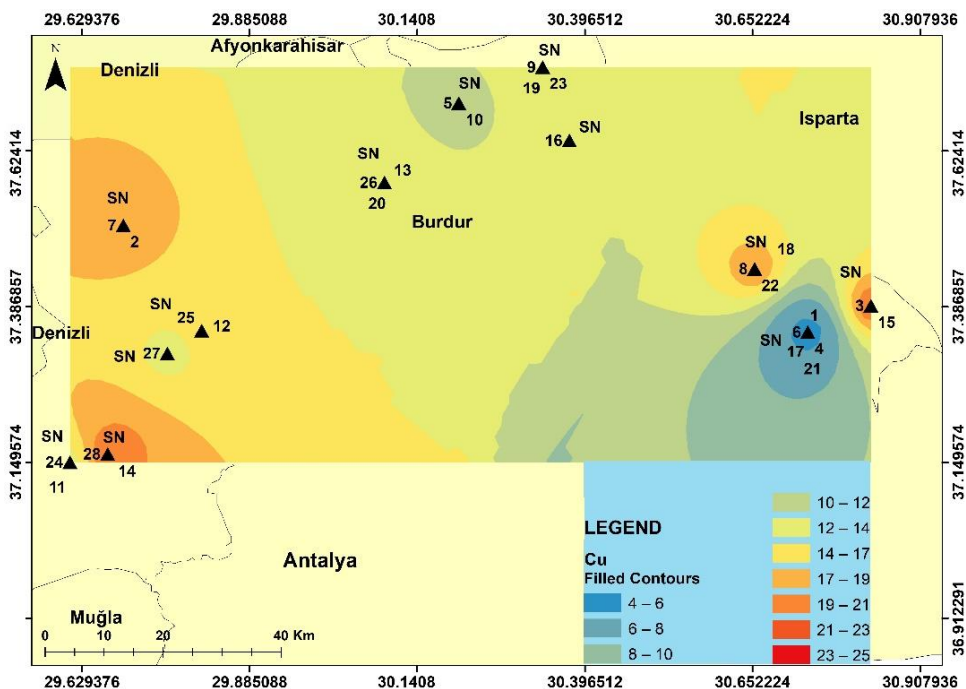 29.629376 29.885088 30.1408 30.396512 30.652224 30.907936
Afyonkarahisar
N
Denizli
SN
9
19 23
SN
5
10
SN
16
Isparta
37.62414 37.62414
SN
13
26
20
Burdur
SN
7
2
SN
18
8
22
SN
3
15
37.386857 37.386857
SN
25 12
Denizli
SN
27
1
6
SN
17 4
21
SN
24
11
SN
28
14
37.149574 37.149574
Antalya
Muğla
0 10 20 40 Km
36.912291 36.912291
LEGEND
Cu
Filled Contours
4 – 6
6 – 8
8 – 10
10 – 12
12 – 14
14 – 17
17 – 19
19 – 21
21 – 23
23 – 25
29.629376 29.885088 30.1408 30.396512 30.652224 30.907936